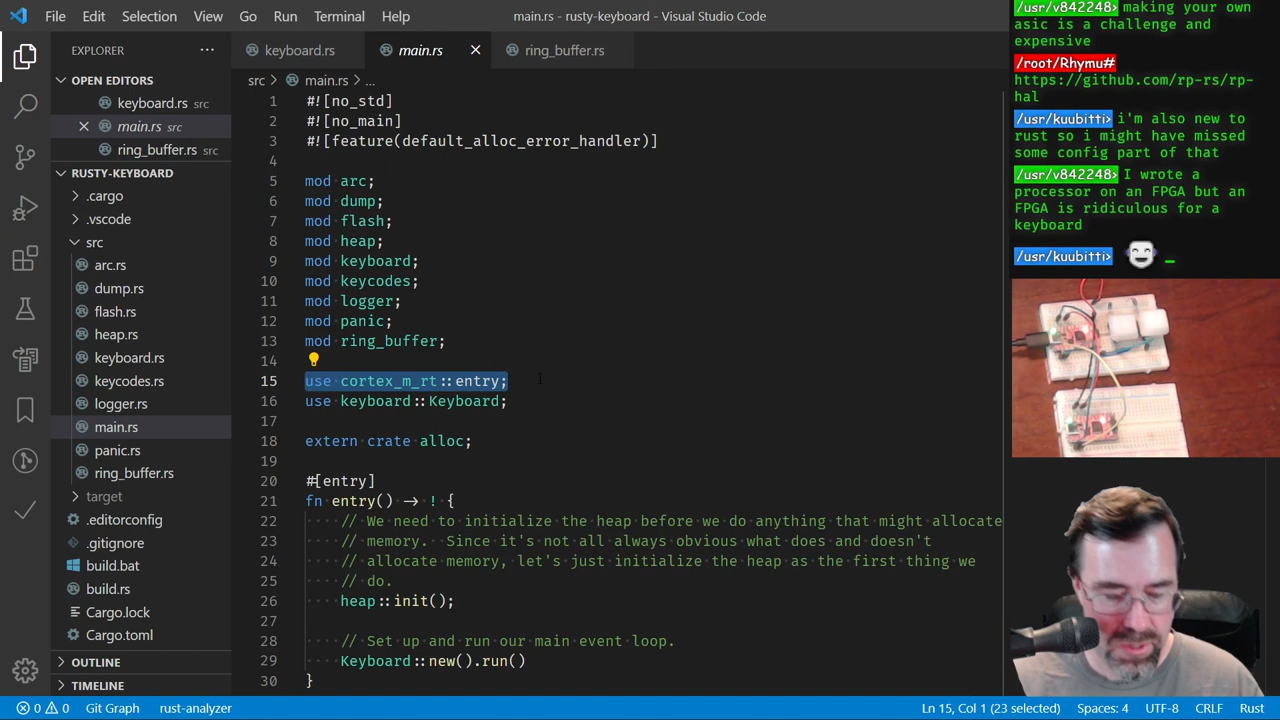 File Edit Selection View Go Run Terminal Help
main.rs - rusty-keyboard - Visual Studio Code
EXPLORER
OPEN EDITORS
keyboard.rs src
main.rs src
ring_buffer.rs src
RUSTY-KEYBOARD
.cargo
.vscode
src
arc.rs
dump.rs
flash.rs
heap.rs
keyboard.rs
keycodes.rs
logger.rs
main.rs
panic.rs
ring_buffer.rs
target
.editorconfig
.gitignore
build.bat
build.rs
Cargo.lock
Cargo.toml
OUTLINE
TIMELINE
keyboard.rs main.rs ring_buffer.rs
src > main.rs > ...
1 #![no_std]
2 #![no_main]
3 #![feature(default_alloc_error_handler)]
4
5 mod arc;
6 mod dump;
7 mod flash;
8 mod heap;
9 mod keyboard;
10 mod keycodes;
11 mod logger;
12 mod panic;
13 mod ring_buffer;
14
15 use cortex_m_rt::entry;
16 use keyboard::Keyboard;
17
18 extern crate alloc;
19
20 #[entry]
21 fn entry() -> ! {
22 // We need to initialize the heap before we do anything that might allocate
23 // memory. Since it's not all always obvious what does and doesn't
24 // allocate memory, let's just initialize the heap as the first thing we
25 // do.
26 heap::init();
27
28 // Set up and run our main event loop.
29 Keyboard::new().run()
30 }
/usr/v842248> making your own
asic is a challenge and
expensive
/root/Rhymu#
https://github.com/rp-rs/rp-
hal
/usr/kuubitti> i'm also new to
rust so i might have missed
some config part of that
/usr/v842248> I wrote a
processor on an FPGA but an
FPGA is ridiculous for a
keyboard
/usr/kuubitti> _
0 0 Git Graph rust-analyzer
Ln 15, Col 1 (23 selected) Spaces: 4 UTF-8 CRLF Rust